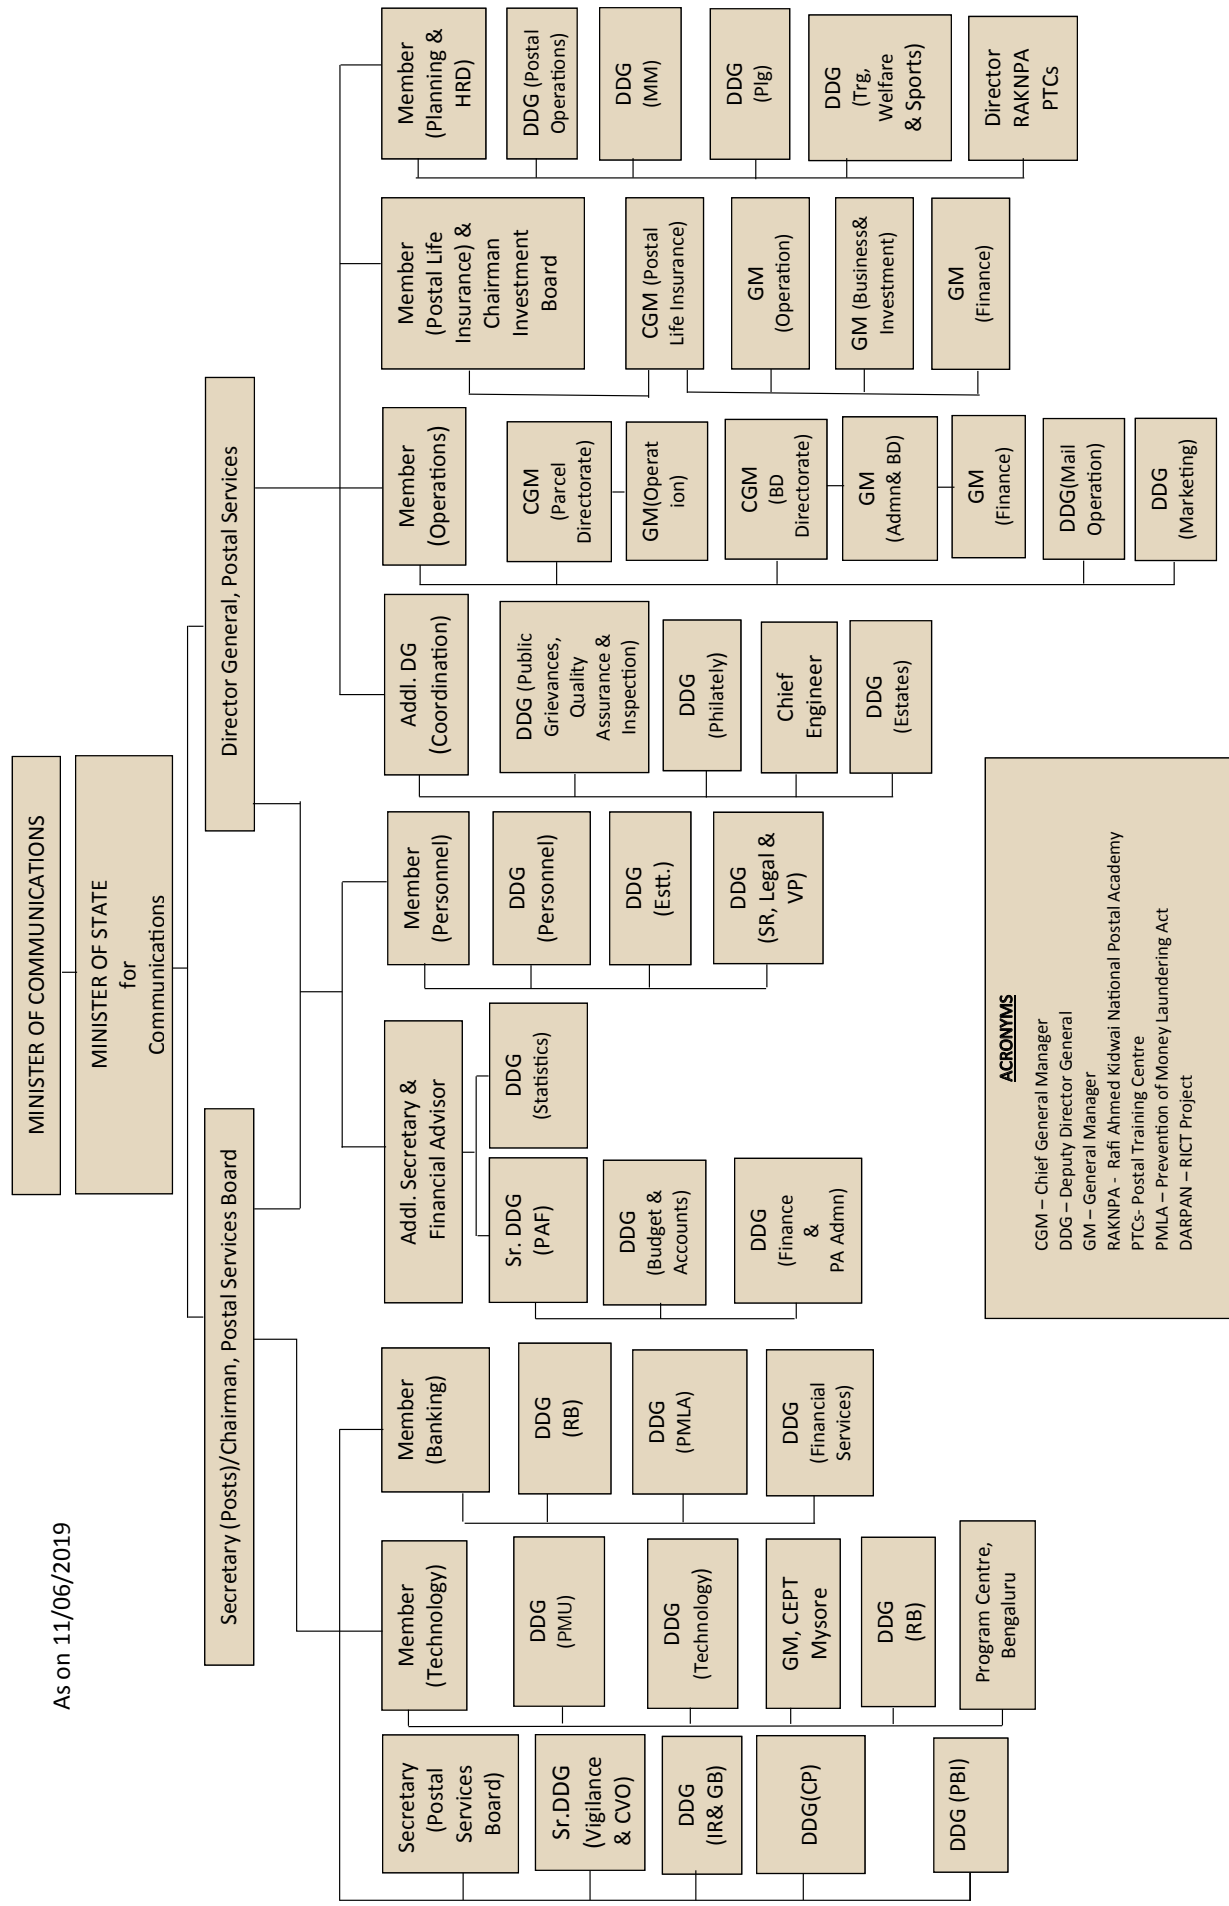 As on 11/06/2019
MINISTER OF COMMUNICATIONS
MINISTER OF STATE
for
Communications
Secretary (Posts)/Chairman, Postal Services Board
Director General, Postal Services
Secretary
(Postal
Services
Board)
Sr.DDG
(Vigilance
& CVO)
DDG
(IR& GB)
DDG(CP)
DDG (PBI)
Member
(Technology)
DDG
(PMU)
DDG
(Technology)
GM, CEPT
Mysore
DDG
(RB)
Program Centre,
Bengaluru
Member
(Banking)
DDG
(RB)
DDG
(PMLA)
DDG
(Financial
Services)
Addl. Secretary &
Financial Advisor
Sr. DDG
(PAF)
DDG
(Statistics)
DDG
(Budget &
Accounts)
DDG
(Finance
&
PA Admn)
Member
(Personnel)
DDG
(Personnel)
DDG
(Estt.)
DDG
(SR, Legal &
VP)
Addl. DG
(Coordination)
DDG (Public
Grievances,
Quality
Assurance &
Inspection)
DDG
(Philately)
Chief
Engineer
DDG
(Estates)
Member
(Operations)
CGM
(Parcel
Directorate)
GM(Operat
ion)
CGM
(BD
Directorate)
GM
(Admn& BD)
GM
(Finance)
DDG(Mail
Operation)
DDG
(Marketing)
Member
(Postal Life
Insurance) &
Chairman
Investment
Board
CGM (Postal
Life Insurance)
GM
(Operation)
GM (Business&
Investment)
GM
(Finance)
Member
(Planning &
HRD)
DDG (Postal
Operations)
DDG
(MM)
DDG
(Plg)
DDG
(Trg,
Welfare
& Sports)
Director
RAKNPA
PTCs
ACRONYMS
CGM – Chief General Manager
DDG – Deputy Director General
GM – General Manager
RAKNPA - Rafi Ahmed Kidwai National Postal Academy
PTCs- Postal Training Centre
PMLA – Prevention of Money Laundering Act
DARPAN – RICT Project